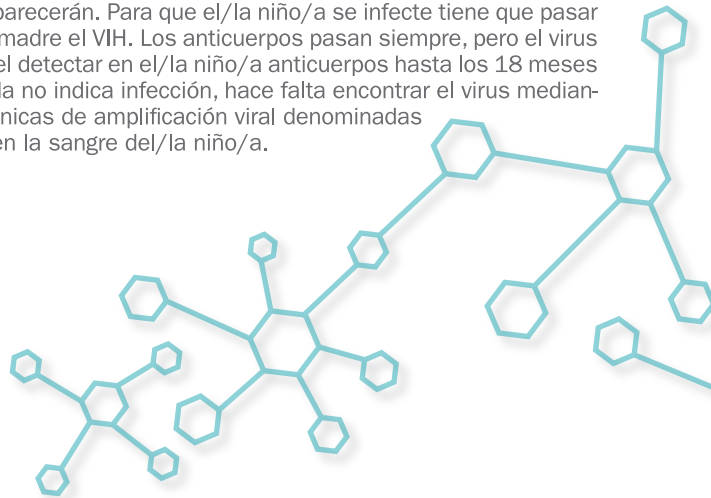 parecerán. Para que el/la niño/a se infecte tiene que pasar
madre el VIH. Los anticuerpos pasan siempre, pero el virus
el detectar en el/la niño/a anticuerpos hasta los 18 meses
da no indica infección, hace falta encontrar el virus median-
nicas de amplificación viral denominadas
en la sangre del/la niño/a.